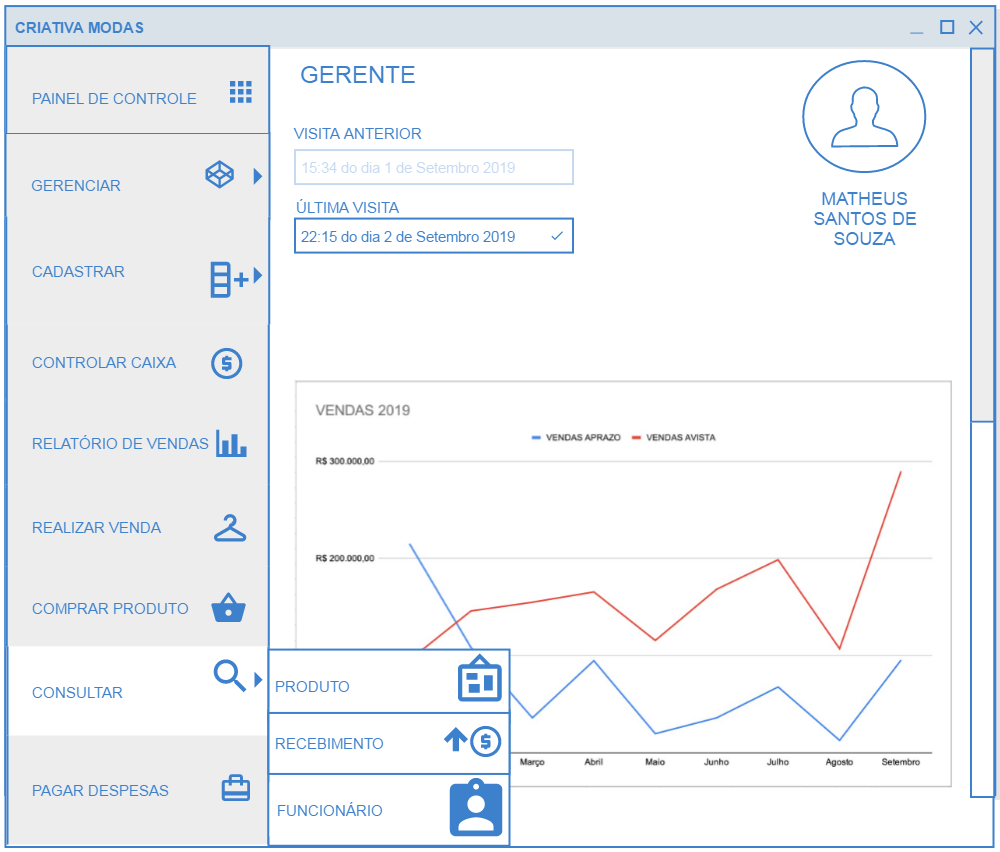 CRIATIVA MODAS
PAINEL DE CONTROLE
GERENCIAR
CADASTRAR
CONTROLAR CAIXA
RELATÓRIO DE VENDAS
REALIZAR VENDA
COMPRAR PRODUTO
CONSULTAR
PAGAR DESPESAS
PRODUTO
RECEBIMENTO
FUNCIONÁRIO
GERENTE
VISITA ANTERIOR
15:34 do dia 1 de Setembro 2019
ÚLTIMA VISITA
22:15 do dia 2 de Setembro 2019
MATHEUS
SANTOS DE
SOUZA
VENDAS 2019
VENDAS APRAZO VENDAS AVISTA
R$ 300.000,00
R$ 200.000,00
Março Abril Maio Junho Julho Agosto Setembro